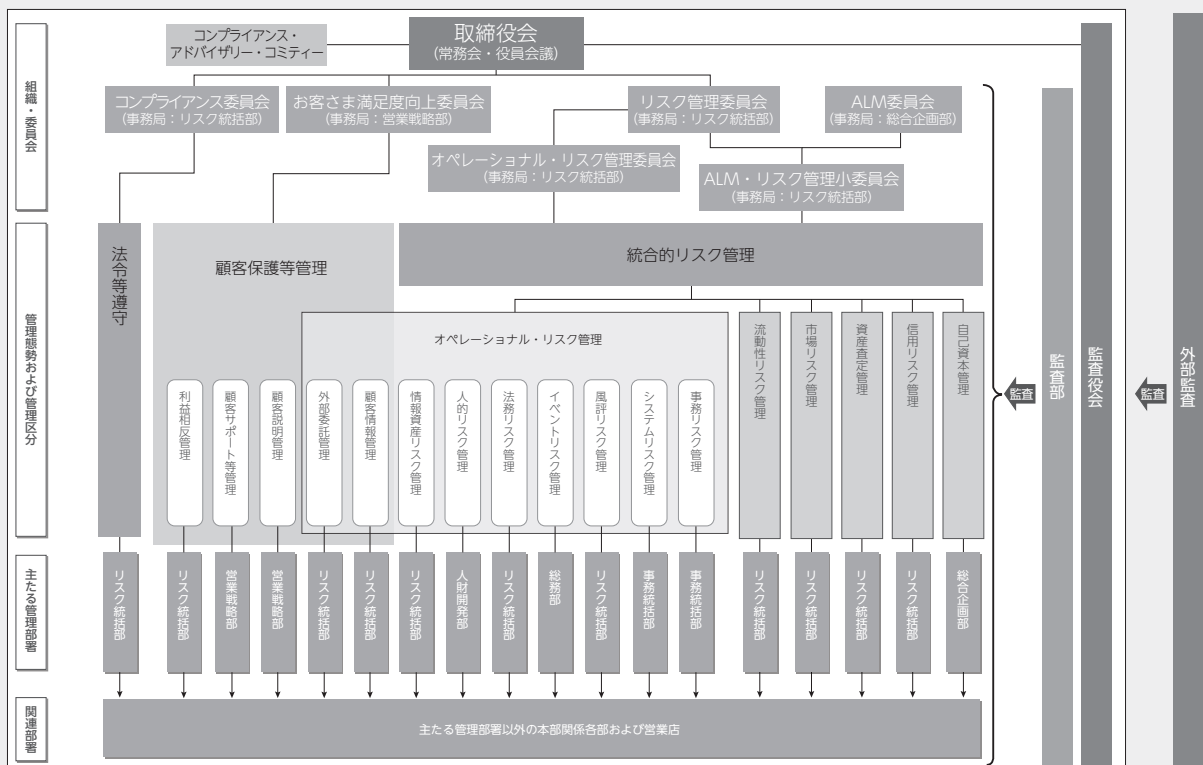 コンプライアンス・
アドバイザリー・コミティー
取締役会
(常務会・役員会議)
組織・委員会
コンプライアンス委員会
(事務局:リスク統括部)
お客さま満足度向上委員会
(事務局:営業戦略部)
リスク管理委員会
(事務局:リスク統括部)
ALM委員会
(事務局:総合企画部)
オペレーショナル・リスク管理委員会
(事務局:リスク統括部)
ALM・リスク管理小委員会
(事務局:リスク統括部)
管理態勢および管理区分
法令等遵守
顧客保護等管理
統合的リスク管理
オペレーショナル・リスク管理
利益相反管理
顧客サポート等管理
顧客説明管理
外部委託管理
顧客情報管理
情報資産リスク管理
人的リスク管理
法務リスク管理
イベントリスク管理
風評リスク管理
システムリスク管理
事務リスク管理
流動性リスク管理
市場リスク管理
資産査定管理
信用リスク管理
自己資本管理
主たる管理部署
リスク統括部
リスク統括部
営業戦略部
営業戦略部
リスク統括部
リスク統括部
リスク統括部
人財開発部
リスク統括部
総務部
リスク統括部
事務統括部
事務統括部
リスク統括部
リスク統括部
リスク統括部
リスク統括部
総合企画部
関連部署
主たる管理部署以外の本部関係各部および営業店
監査
監査部
監査役会
監査
外部監査